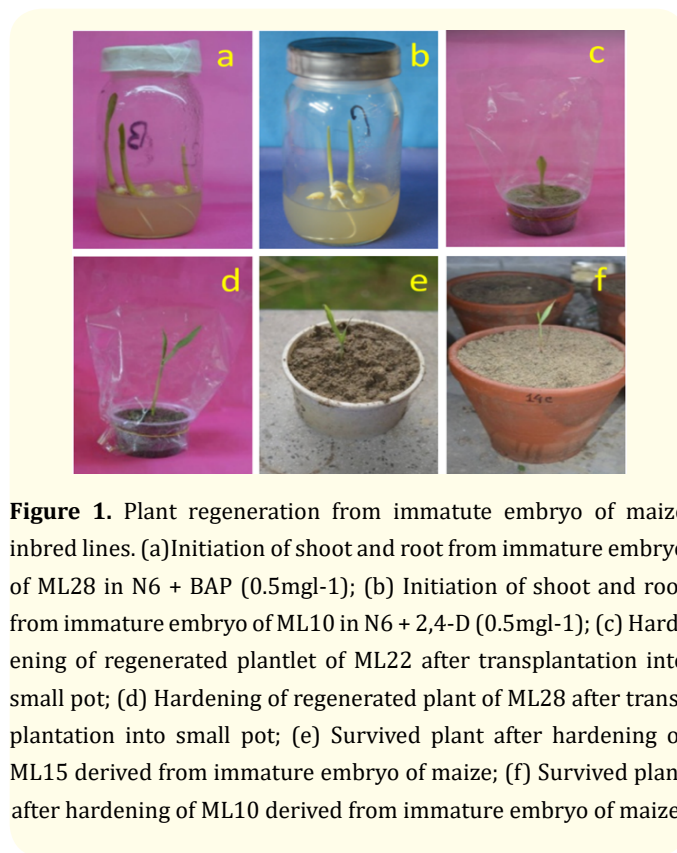 a
b
c
d
e
f
14c
Figure 1. Plant regeneration from immatute embryo of maiz
inbred lines. (a)Initiation of shoot and root from immature embry
of ML28 in N6 + BAP (0.5mgl-1); (b) Initiation of shoot and roo
from immature embryo of ML10 in N6 + 2,4-D (0.5mgl-1); (c) Hard
ening of regenerated plantlet of ML22 after transplantation int
small pot; (d) Hardening of regenerated plant of ML28 after trans
plantation into small pot; (e) Survived plant after hardening o
ML15 derived from immature embryo of maize; (f) Survived plan
after hardening of ML10 derived from immature embryo of maize